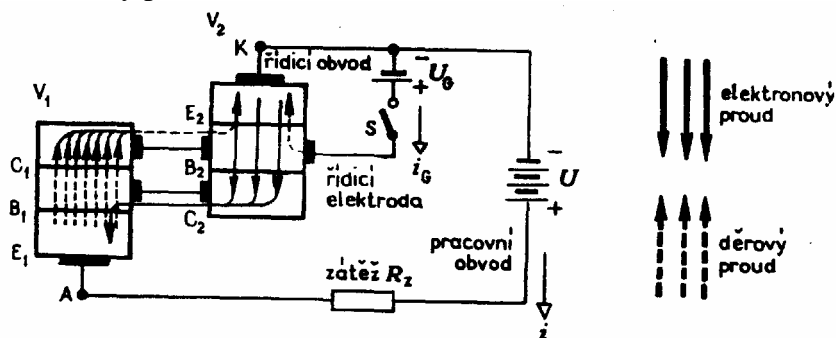 V2
K
řídicí obvod
− UG
+
V1
E2
S
elektronový
proud
C1
B2
iG
−
U
+
řídicí
elektroda
B1
C2
E1
pracovní
obvod
děrový
proud
zátěž Rz
A
i